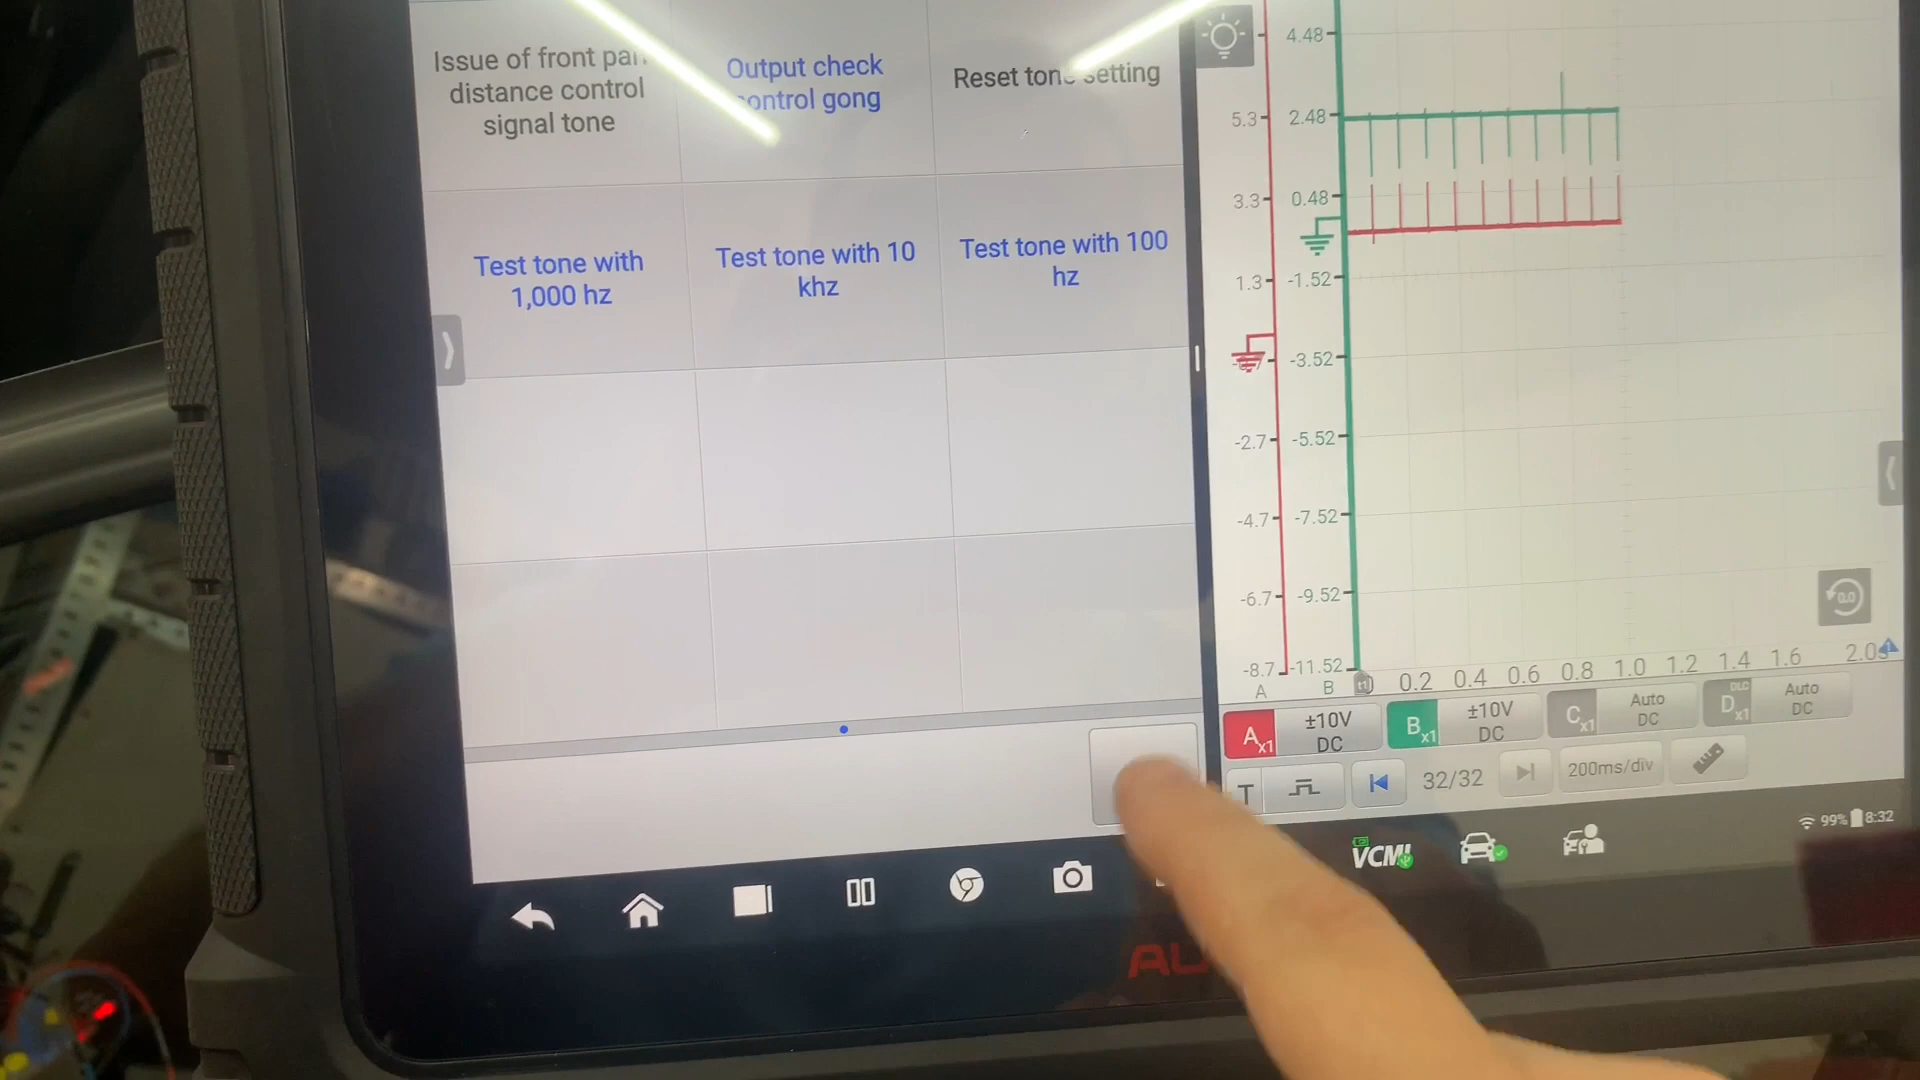 Issue of front
distance control
signal tone
Output check
control gong
Reset tone setting
Test tone with
1,000 hz
Test tone with 10
khz
Test tone with 100
hz
4.48
5.3
2.48
3.3
0.48
1.3
-1.52
-3.52
-2.7
-5.52
-4.7
-7.52
-6.7
-9.52
-8.7
-11.52
A
B
0.2 0.4 0.6 0.8 1.0 1.2 1.4 1.6
A x1
±10V
DC
B x1
±10V
DC
C x1
Auto
DC
DLC
D x1
Auto
DC
T
32/32
200ms/div
0.0
VCMI
99% 8:32